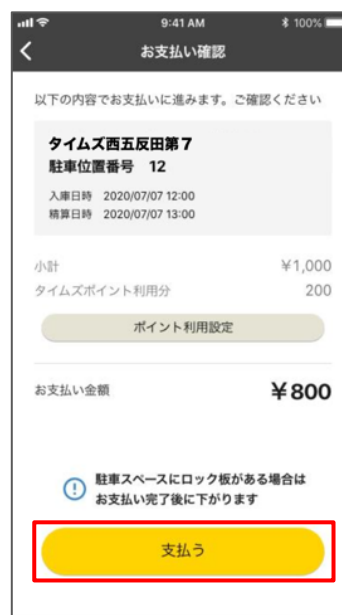 9:41 AM
100%
お支払い確認
以下の内容でお支払いに進みます。ご確認ください
タイムズ西五反田第7
駐車位置番号 12
入庫日時 2020/07/07 12:00
精算日時 2020/07/07 13:00
小計 ¥1,000
タイムズポイント利用分 200
ポイント利用設定
お支払い金額 ¥800
駐車スペースにロック板がある場合は
お支払い完了後に下がります
支払う